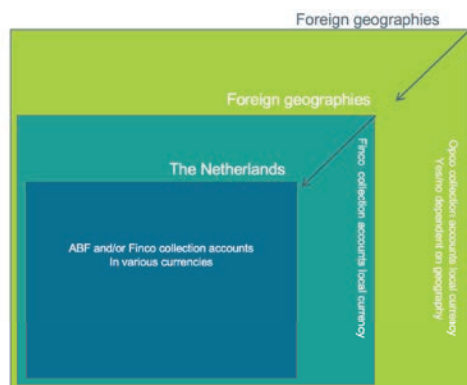 Foreign geographies
Foreign geographies
The Netherlands
ABF and/or Finco collection accounts
In various currencies
Finco collection accounts local currency
Opco collection accounts local currency
Yes/no dependent on geography